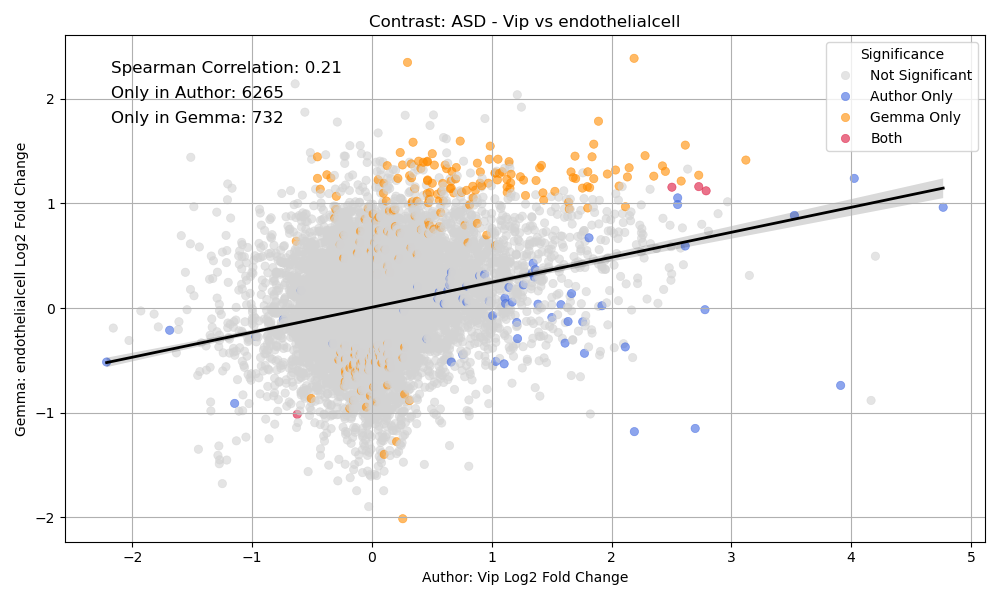 Contrast: ASD - Vip vs endothelialcell
Spearman Correlation: 0.21
Only in Author: 6265
Only in Gemma: 732
Significance
Not Significant
Author Only
Gemma Only
Both
Gemma: endothelialcell Log2 Fold Change
2
1
0
−1
−2
−2 −1 0 1 2 3 4 5
Author: Vip Log2 Fold Change